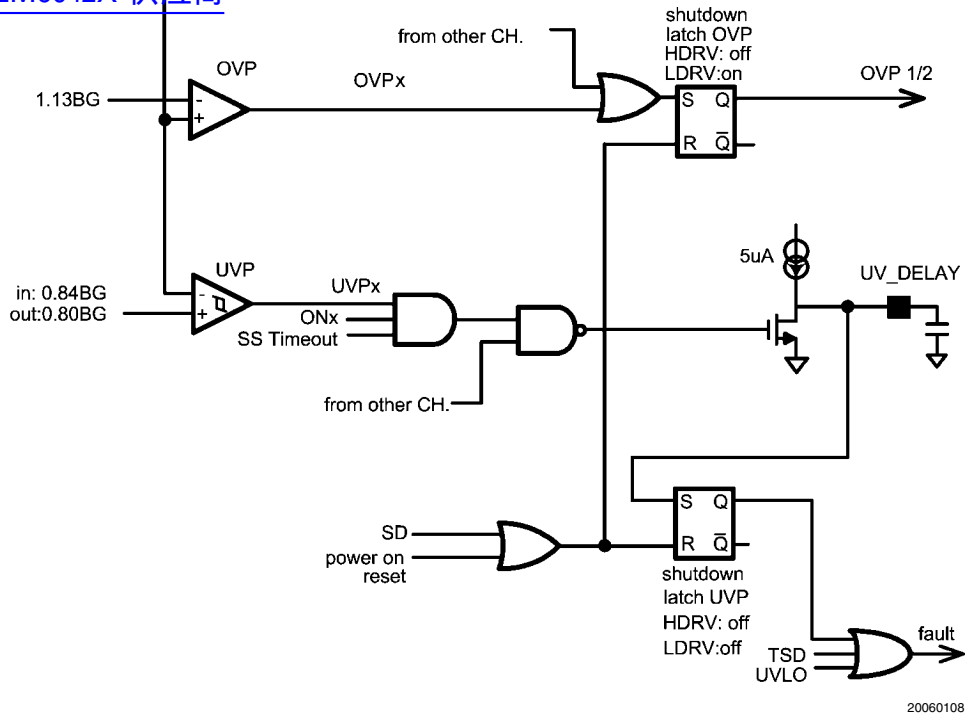 from other CH.
shutdown
latch OVP
HDRV: off
LDRV:on
OVP
OVPx
OVP 1/2
1.13BG
-
+
S Q
R Q̅
5uA
UV_DELAY
UVP
UVPx
in: 0.84BG
out:0.80BG
-
+
ONx
SS Timeout
from other CH.
S Q
R Q̅
SD
power on
reset
shutdown
latch UVP
HDRV: off
LDRV:off
fault
TSD
UVLO
20060108